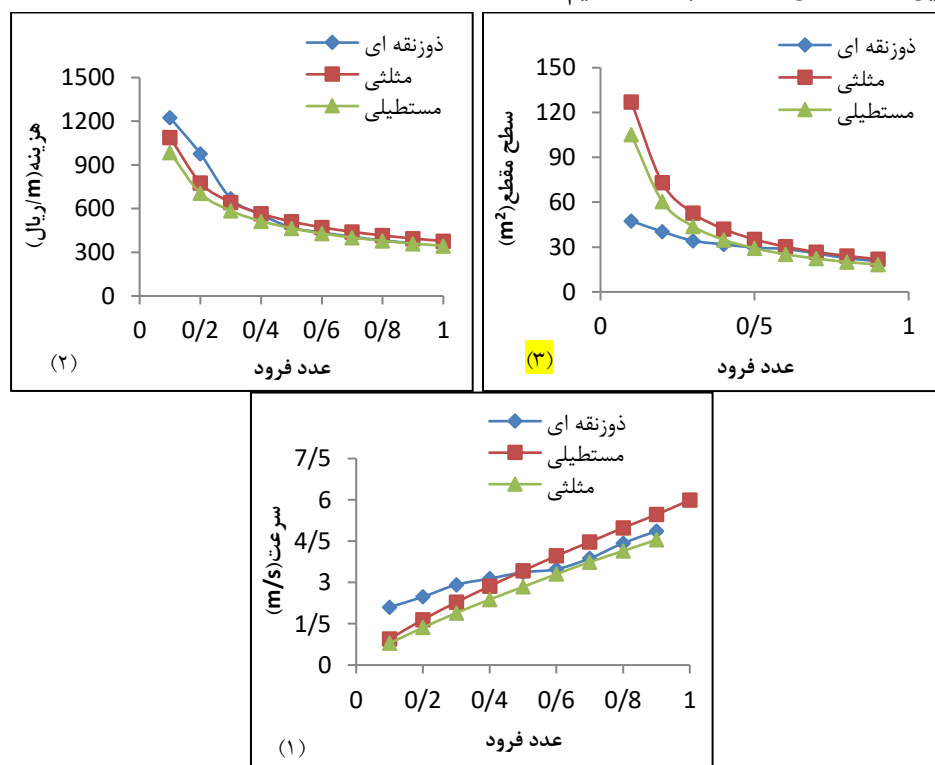 ذوزنقه ای
مثلثی
مستطیلی
1500
1200
900
600
300
0
هزینه(ریال/m)
0 0/2 0/4 0/6 0/8 1
عدد فرود
(۲)
ذوزنقه ای
مثلثی
مستطیلی
150
120
90
60
30
0
سطح مقطع(m²)
0 0/5 1
عدد فرود
(۳)
ذوزنقه ای
مستطیلی
مثلثی
7/5
6
4/5
3
1/5
0
سرعت(m/s)
0 0/2 0/4 0/6 0/8 1
عدد فرود
(۱)